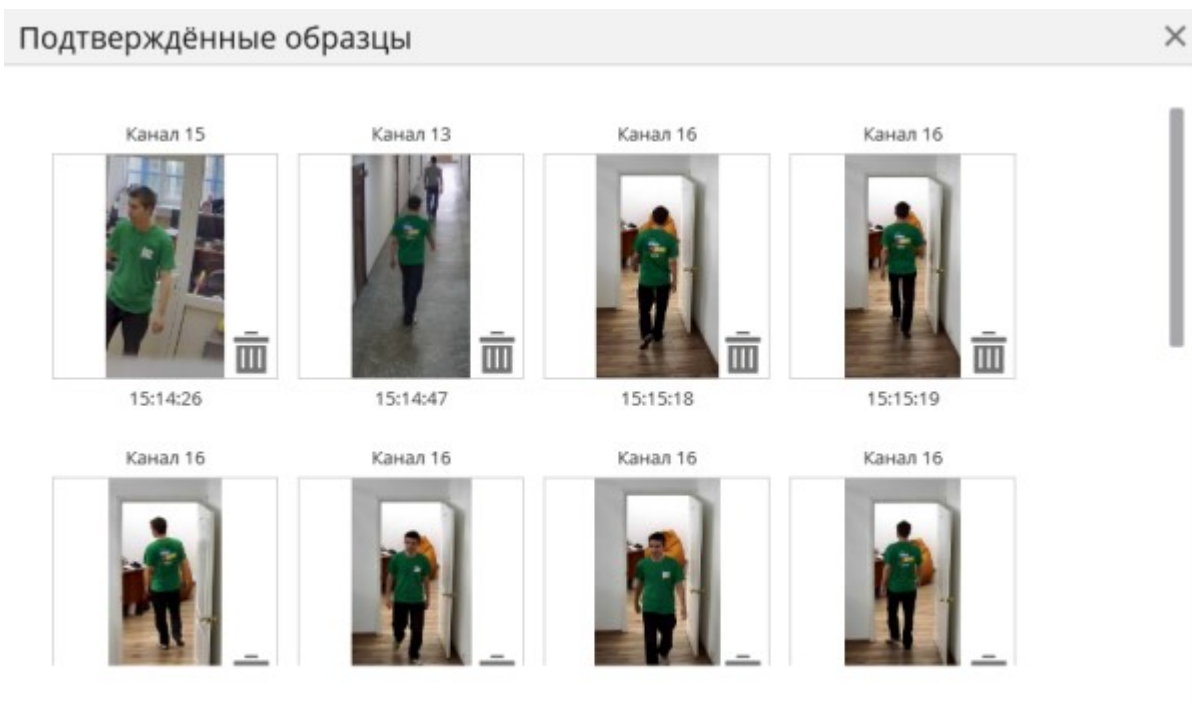 Подтверждённые образцы
Канал 15 Канал 13 Канал 16 Канал 16
15:14:26 15:14:47 15:15:18 15:15:19
Канал 16 Канал 16 Канал 16 Канал 16